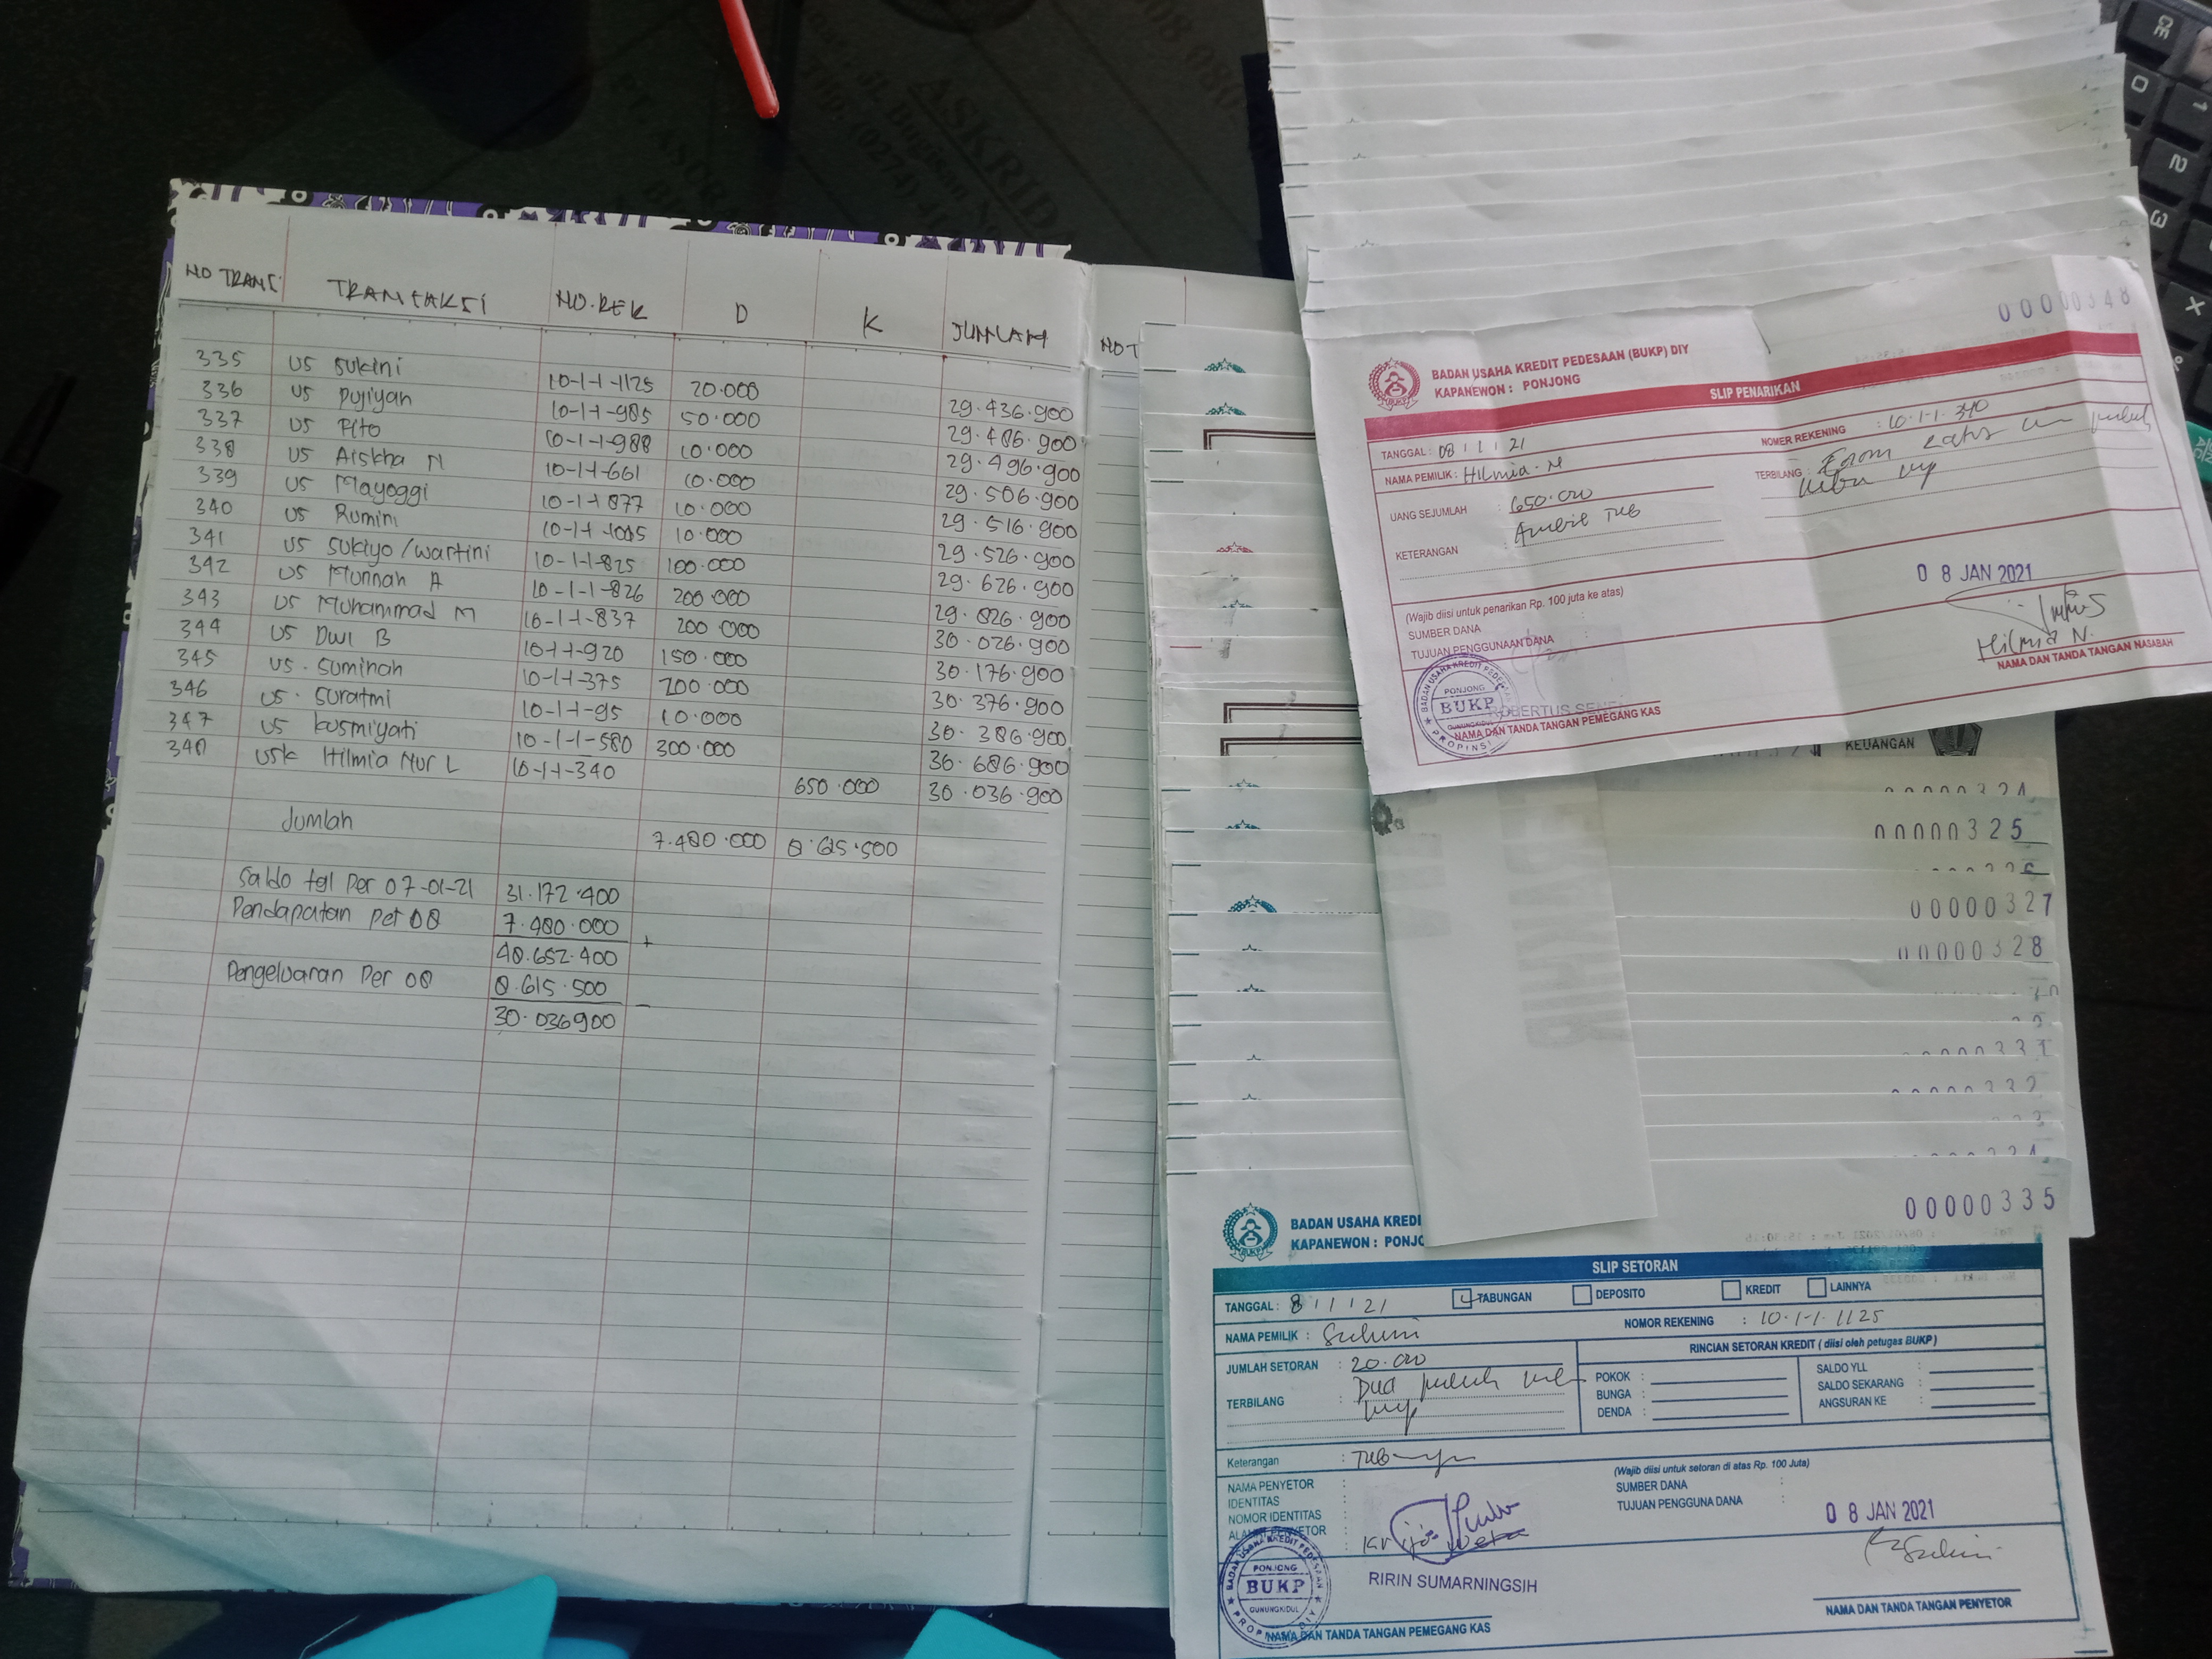 NO TRANS TRANSAKSI NO.REK D K JUMLAH
335 US Sukini 10-1-1-1125 20.000 29.436.900
336 US Pujiyah 10-1-1-985 50.000 29.486.900
337 US Fito 10-1-1-988 10.000 29.496.900
338 US Aiskha N 10-1-1-661 10.000 29.506.900
339 US Mayoggi 10-1-1-877 10.000 29.516.900
340 US Rumini 10-1-1-1045 10.000 29.526.900
341 US Sukiyo/wartini 10-1-1-825 100.000 29.626.900
342 US Munnah A 10-1-1-826 200.000 29.826.900
343 US Muhammad M 10-1-1-837 200.000 30.026.900
344 US Dwi B 10-1-1-920 150.000 30.176.900
345 US. Suminah 10-1-1-375 200.000 30.376.900
346 US. Suratmi 10-1-1-95 10.000 30.386.900
347 US kusmiyati 10-1-1-580 300.000 30.686.900
348 USK Hilmia Nur L 10-1-1-340 650.000 30.036.900
Jumlah 7.480.000 8.615.500
Saldo tgl Per 07-01-21 31.172.400
Pendapatan per 08 7.480.000 +
40.652.400
Pengeluaran Per 08 8.615.500 -
30.036900
NO T
ASKRID
00000348
BADAN USAHA KREDIT PEDESAAN (BUKP) DIY
KAPANEWON : PONJONG
SLIP PENARIKAN
TANGGAL : 08 / 1 / 21
NOMER REKENING : 10.1.1.340
NAMA PEMILIK : Hilmia. N
TERBILANG : Enam ratus lima puluh
ribu rp
UANG SEJUMLAH : 650.000
KETERANGAN : Ambil Tab
(Wajib diisi untuk penarikan Rp. 100 juta ke atas)
SUMBER DANA :
TUJUAN PENGGUNAAN DANA :
08 JAN 2021
Hilmia N.
NAMA DAN TANDA TANGAN NASABAH
BADAN USAHA KREDIT PEDESAAN
PONJONG
BUKP
GUNUNGKIDUL
PROPINSI
NAMA DAN TANDA TANGAN PEMEGANG KAS
KEUANGAN
00000324
00000325
00000327
00000328
00000331
00000332
00000335
BADAN USAHA KREDI
KAPANEWON : PONJO
SLIP SETORAN
TANGGAL : 8 / 1 / 21 TABUNGAN DEPOSITO KREDIT LAINNYA
NAMA PEMILIK : Sukini NOMOR REKENING : 10.1.1.1125
JUMLAH SETORAN : 20.000 RINCIAN SETORAN KREDIT ( diisi oleh petugas BUKP )
TERBILANG : Dua puluh ribu
rp
POKOK : SALDO YLL :
BUNGA : SALDO SEKARANG :
DENDA : ANGSURAN KE :
Keterangan : Tabungan
NAMA PENYETOR :
IDENTITAS :
NOMOR IDENTITAS :
ALAMAT PENYETOR :
(Wajib diisi untuk setoran di atas Rp. 100 Juta)
SUMBER DANA :
TUJUAN PENGGUNA DANA :
08 JAN 2021
Sukini
BADAN USAHA KREDIT PEDESAAN
PONJONG
BUKP
GUNUNGKIDUL
PROPINSI DIY
RIRIN SUMARNINGSIH
NAMA DAN TANDA TANGAN PEMEGANG KAS
NAMA DAN TANDA TANGAN PENYETOR